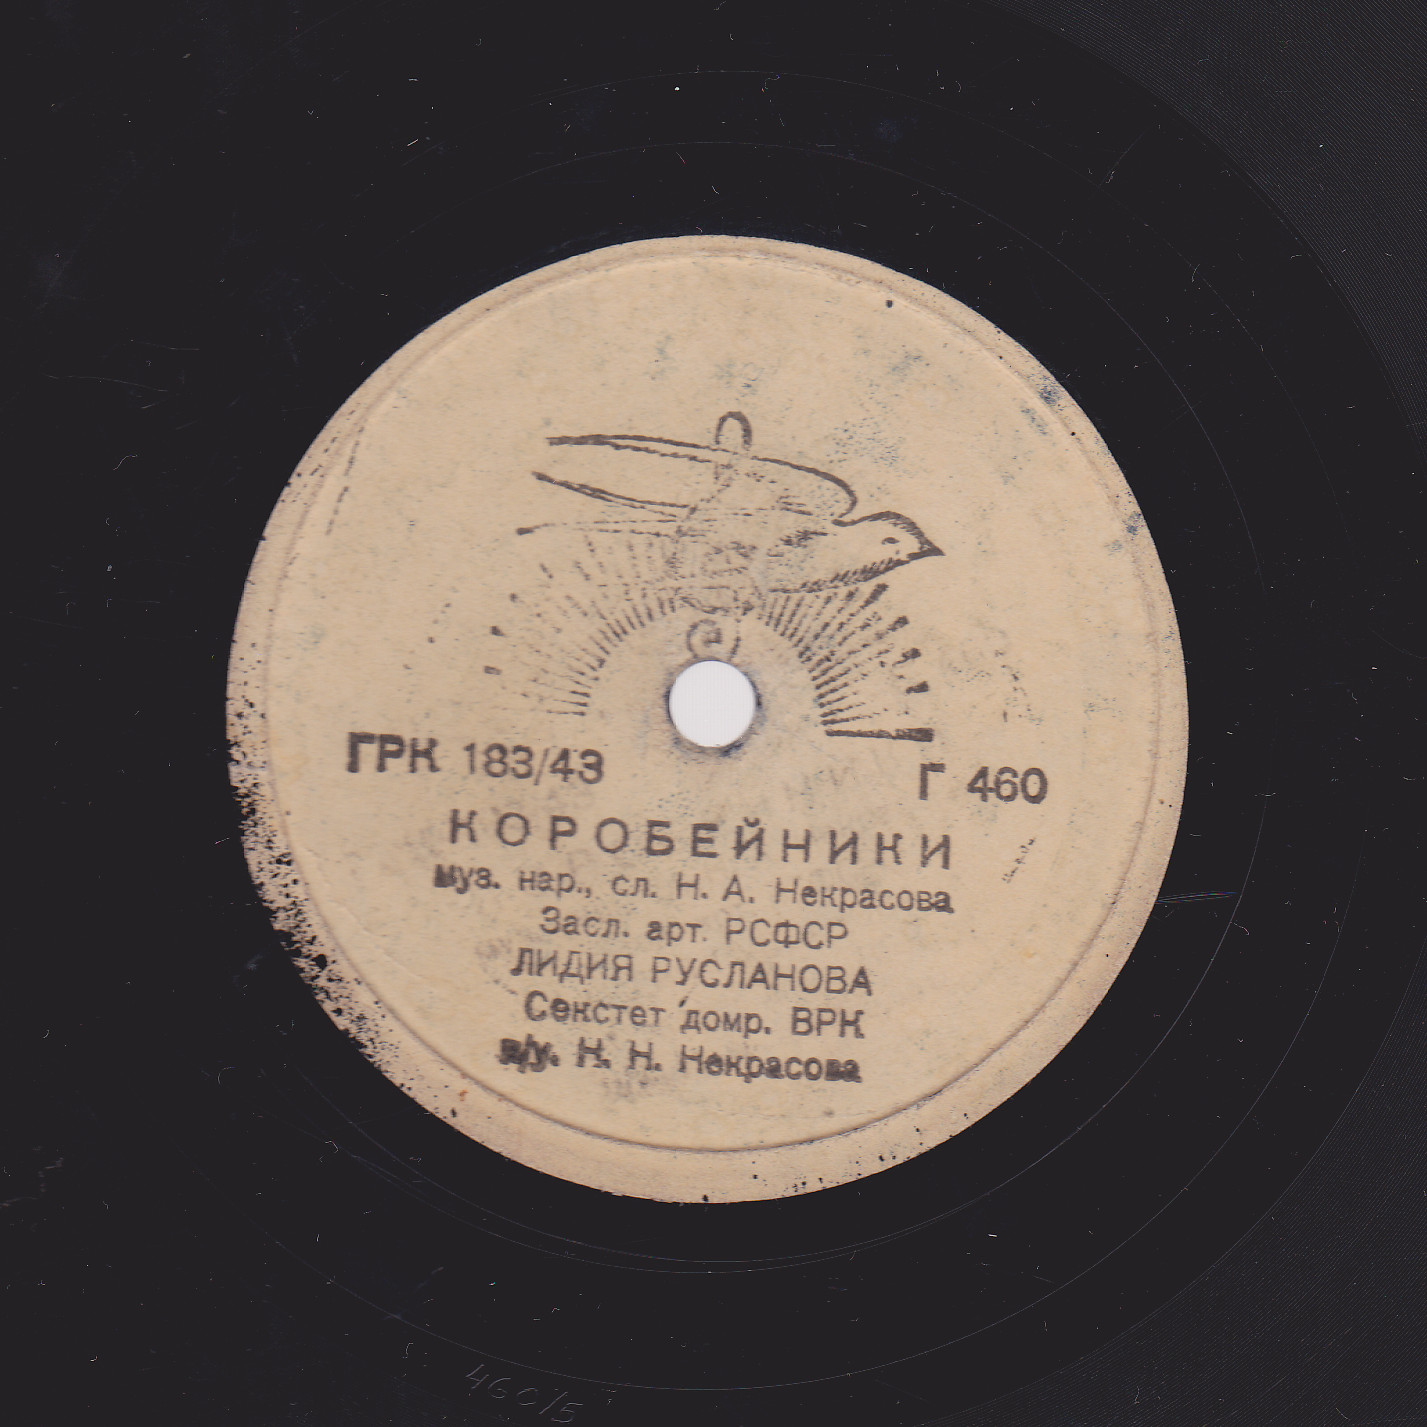 ГРК 183/43 Г 460
КОРОБЕЙНИКИ
муз. нар., сл. Н. А. Некрасова
Засл. арт. РСФСР
ЛИДИЯ РУСЛАНОВА
Секстет домр. ВРК
п/у. Н. Н. Некрасова
460/5